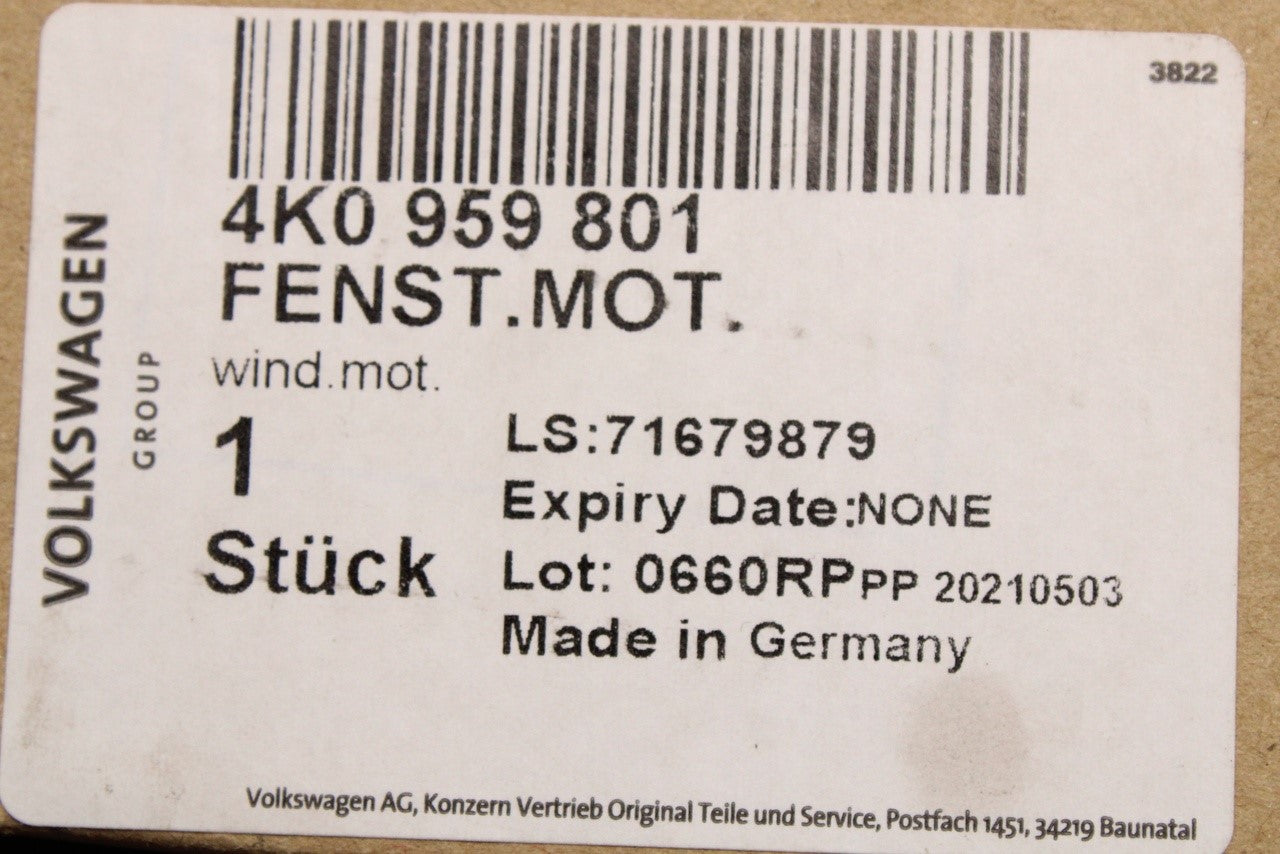 3822
4K0 959 801
FENST.MOT.
wind.mot.
1
Stück
LS:71679879
Expiry Date:NONE
Lot: 0660RPPP 20210503
Made in Germany
VOLKSWAGEN
GROUP
Volkswagen AG, Konzern Vertrieb Original Teile und Service, Postfach 1451, 34219 Baunatal